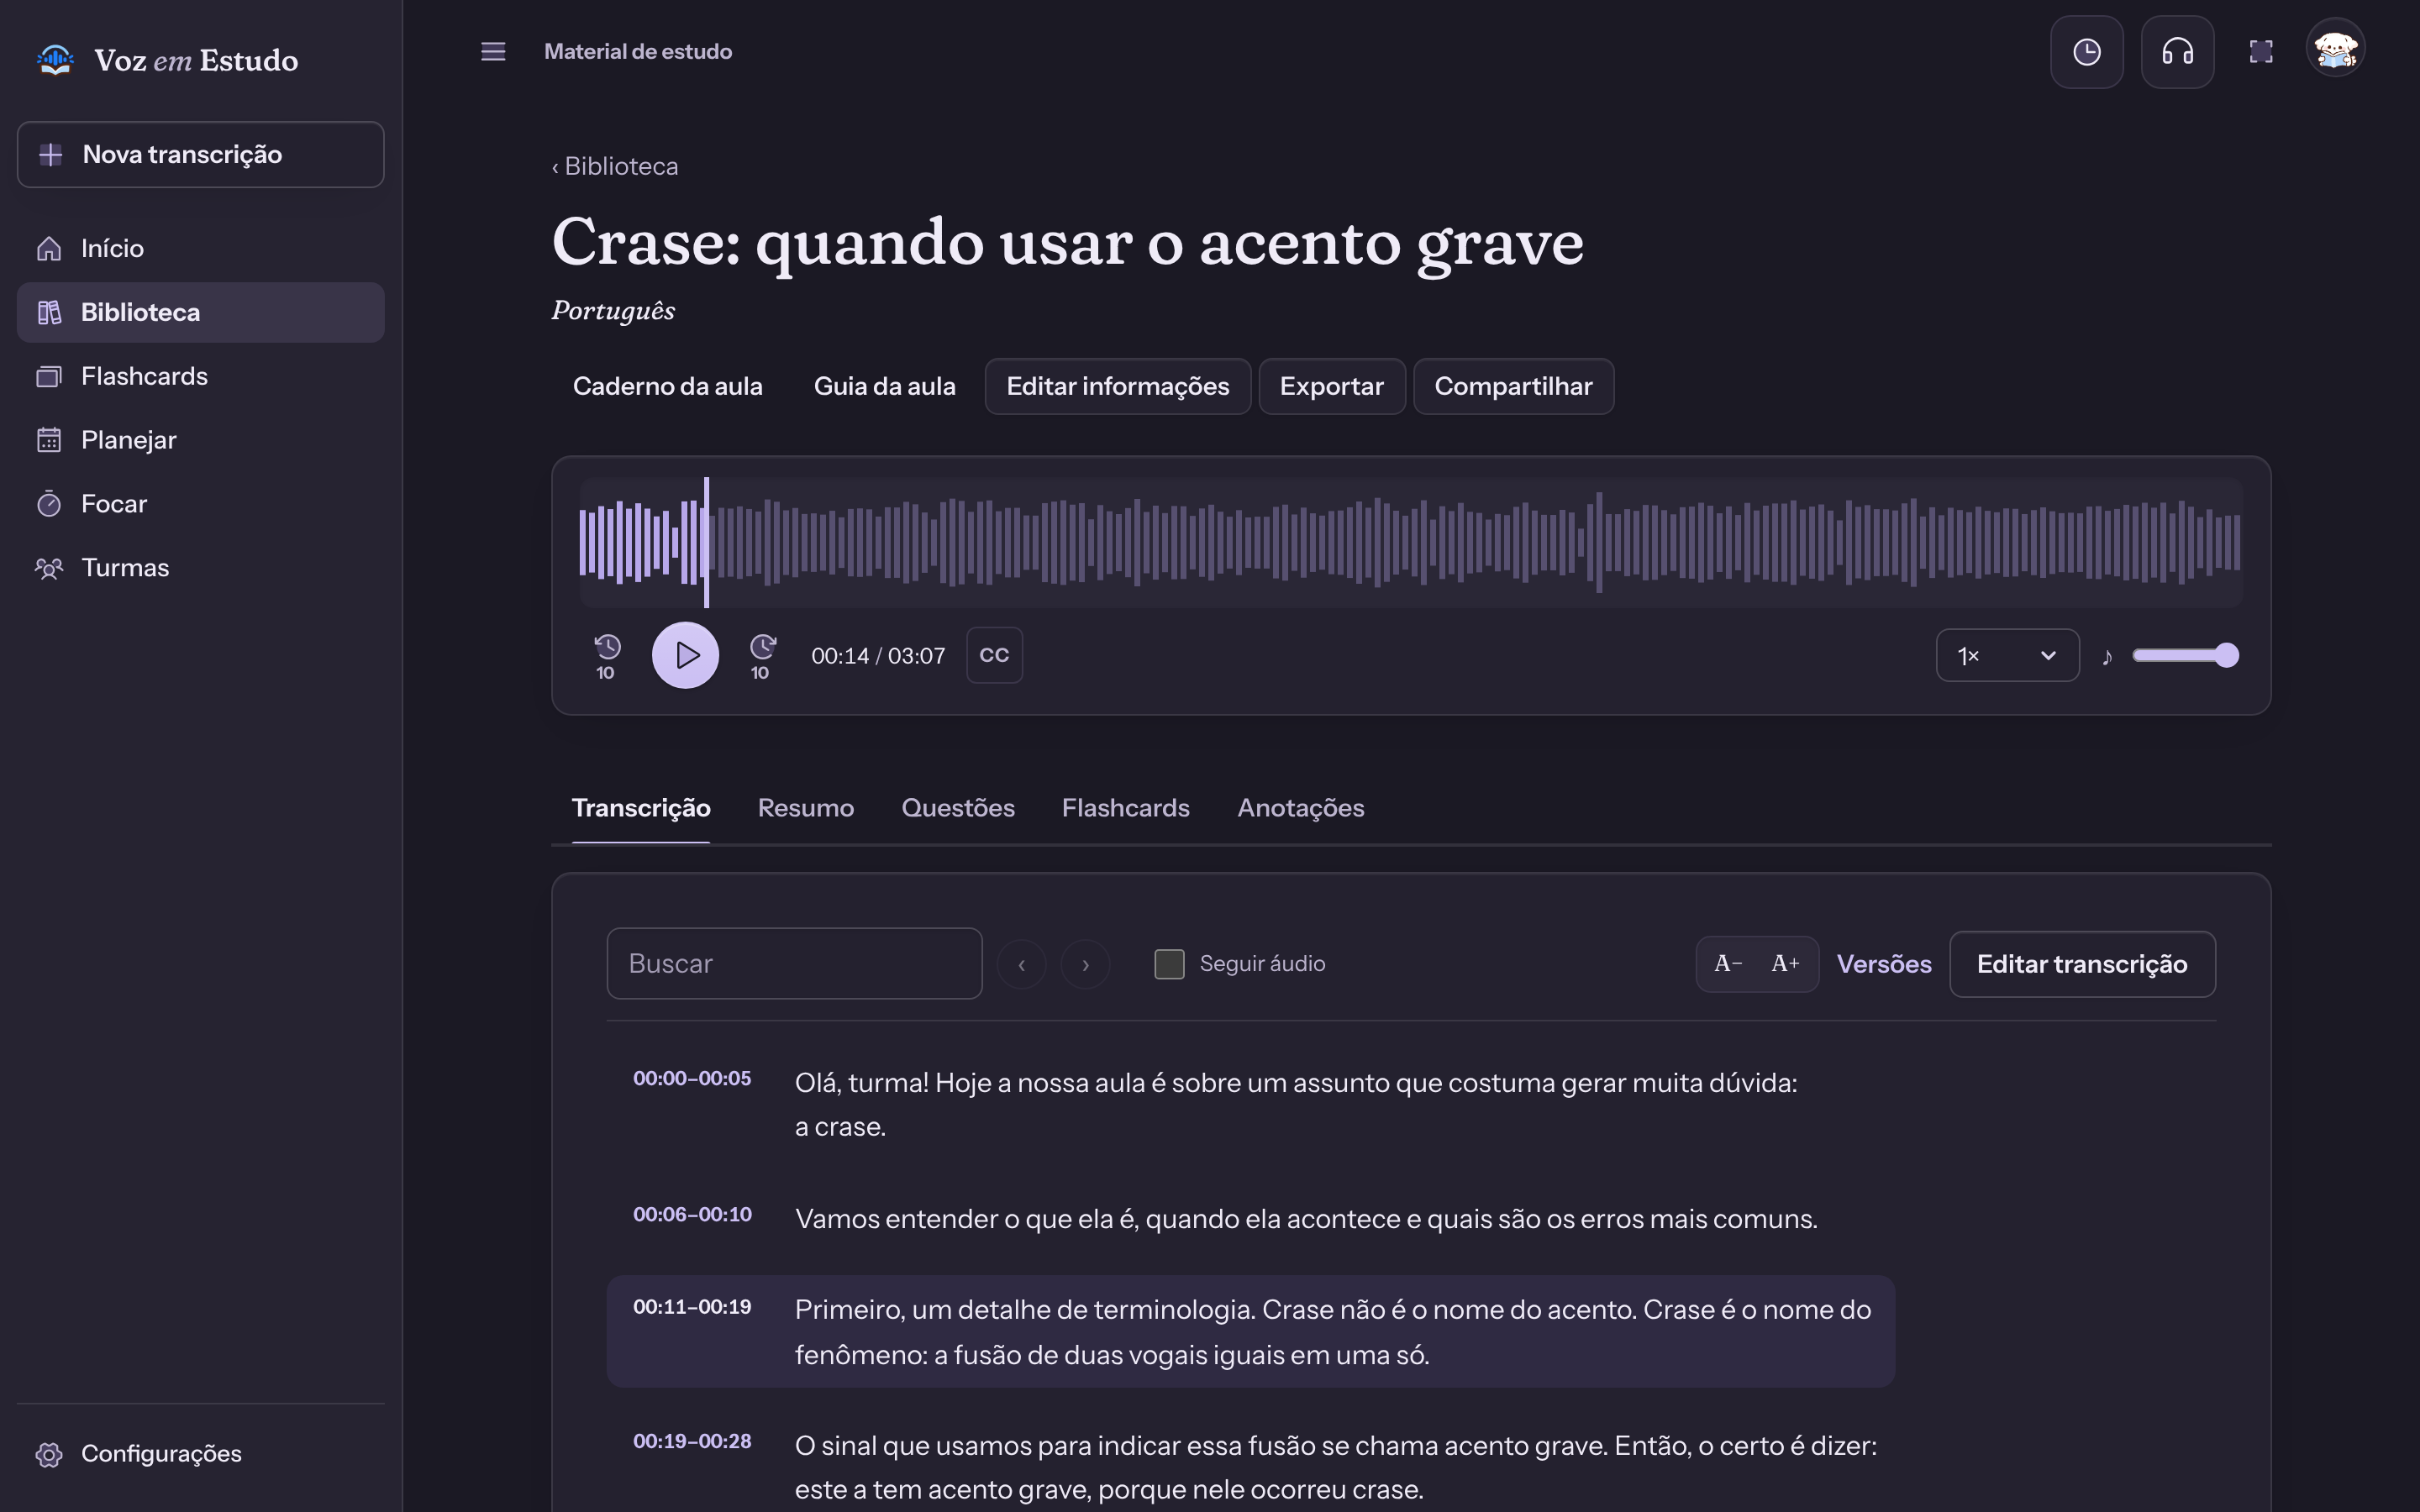 Voz em Estudo
Nova transcrição
Início
Biblioteca
Flashcards
Planejar
Focar
Turmas
Configurações
Material de estudo
‹ Biblioteca
Crase: quando usar o acento grave
Português
Caderno da aula
Guia da aula
Editar informações
Exportar
Compartilhar
10
10
00:14 / 03:07
CC
1×
Transcrição
Resumo
Questões
Flashcards
Anotações
Buscar
Seguir áudio
A−
A+
Versões
Editar transcrição
00:00–00:05
Olá, turma! Hoje a nossa aula é sobre um assunto que costuma gerar muita dúvida:
a crase.
00:06–00:10
Vamos entender o que ela é, quando ela acontece e quais são os erros mais comuns.
00:11–00:19
Primeiro, um detalhe de terminologia. Crase não é o nome do acento. Crase é o nome do
fenômeno: a fusão de duas vogais iguais em uma só.
00:19–00:28
O sinal que usamos para indicar essa fusão se chama acento grave. Então, o certo é dizer:
este a tem acento grave, porque nele ocorreu crase.